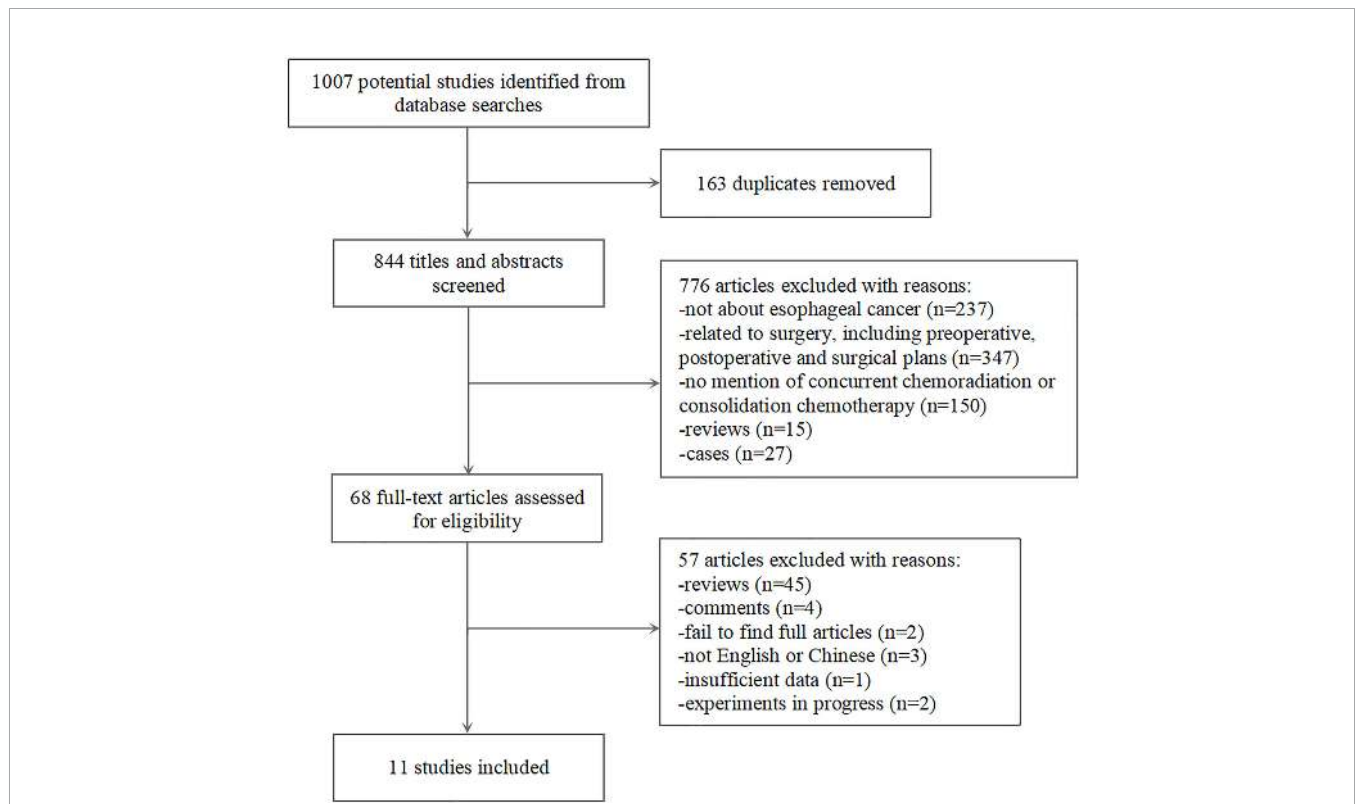 1007 potential studies identified from
database searches
163 duplicates removed
844 titles and abstracts
screened
776 articles excluded with reasons:
-not about esophageal cancer (n=237)
-related to surgery, including preoperative,
postoperative and surgical plans (n=347)
-no mention of concurrent chemoradiation or
consolidation chemotherapy (n=150)
-reviews (n=15)
-cases (n=27)
68 full-text articles assessed
for eligibility
57 articles excluded with reasons:
-reviews (n=45)
-comments (n=4)
-fail to find full articles (n=2)
-not English or Chinese (n=3)
-insufficient data (n=1)
-experiments in progress (n=2)
11 studies included